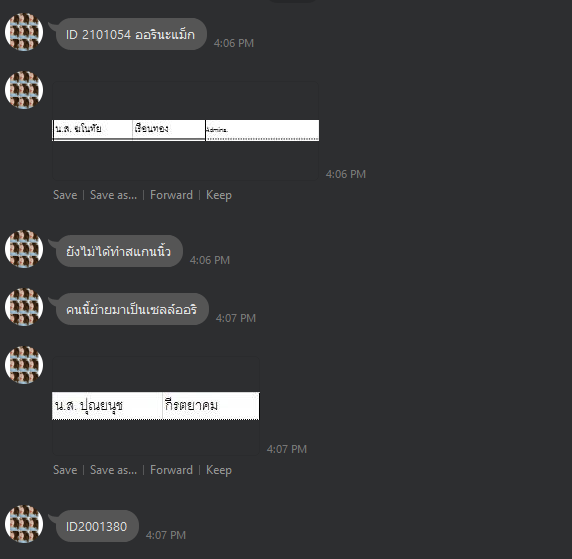 ID 2101054 ออรินะแม็ก
4:06 PM
น.ส. ฆโนทัย เรือนทอง Admins.
4:06 PM
Save | Save as... | Forward | Keep
ยังไม่ได้ทำสแกนนิ้ว
4:06 PM
คนนี้ย้ายมาเป็นเซลล์ออริ
4:07 PM
น.ส. ปุณยนุช กีรตยาคม
4:07 PM
Save | Save as... | Forward | Keep
ID2001380
4:07 PM